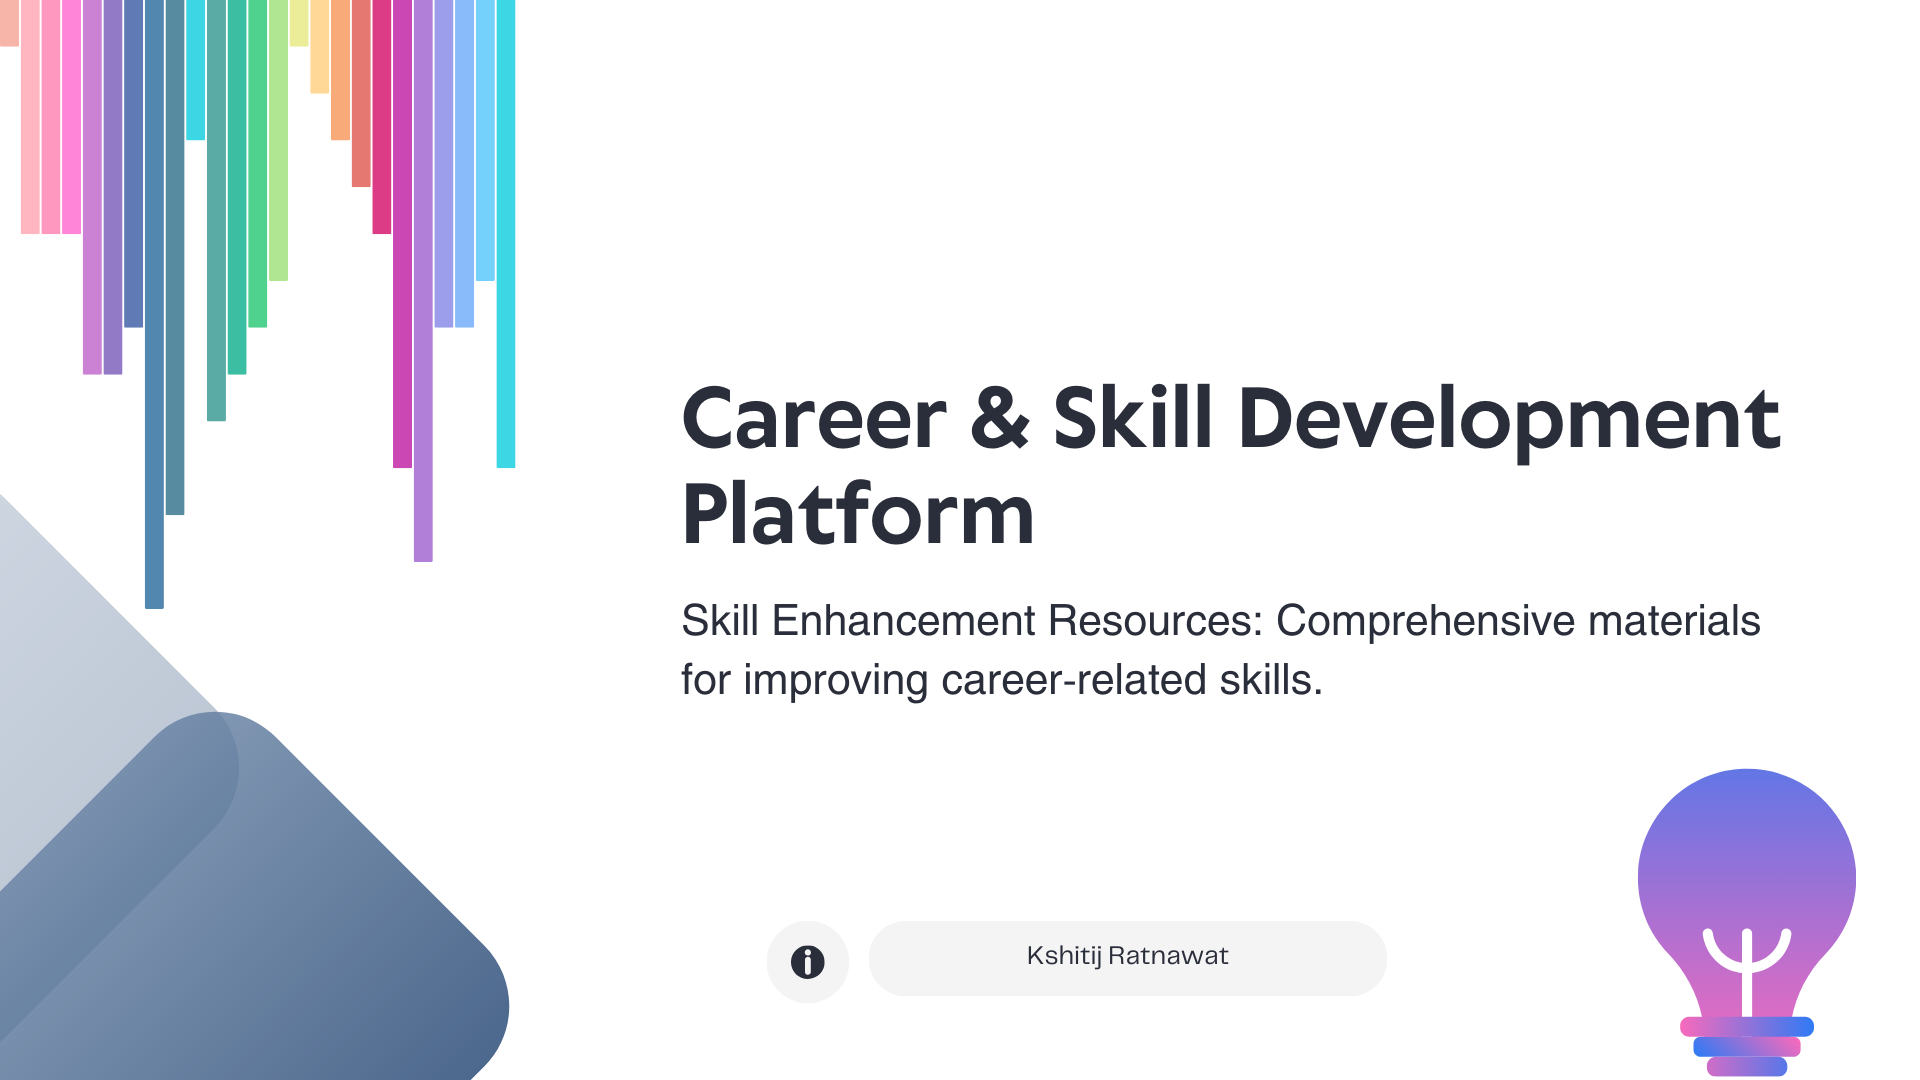 Career & Skill Development
Platform
Skill Enhancement Resources: Comprehensive materials
for improving career-related skills.
Kshitij Ratnawat